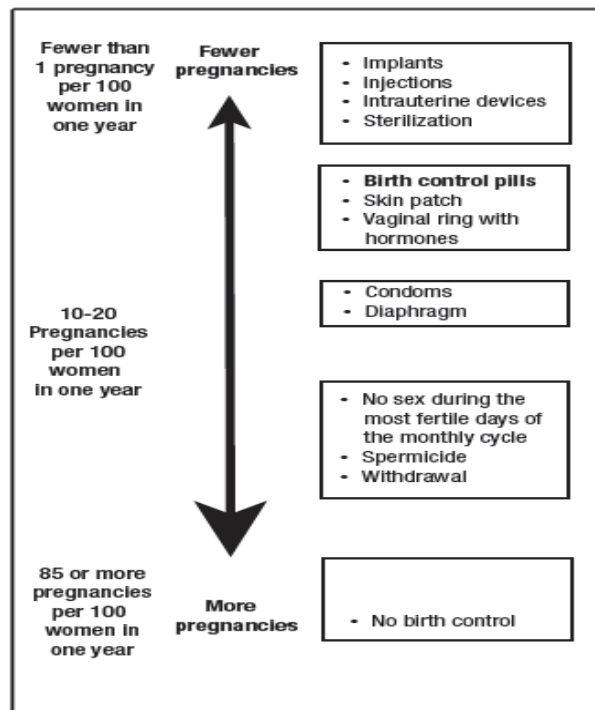 Fewer than
1 pregnancy
per 100
women in
one year
Fewer
pregnancies
• Implants
• Injections
• Intrauterine devices
• Sterilization
• Birth control pills
• Skin patch
• Vaginal ring with
hormones
10-20
Pregnancies
per 100
women
in one year
• Condoms
• Diaphragm
• No sex during the
most fertile days of
the monthly cycle
• Spermicide
• Withdrawal
85 or more
pregnancies
per 100
women in
one year
More
pregnancies
• No birth control